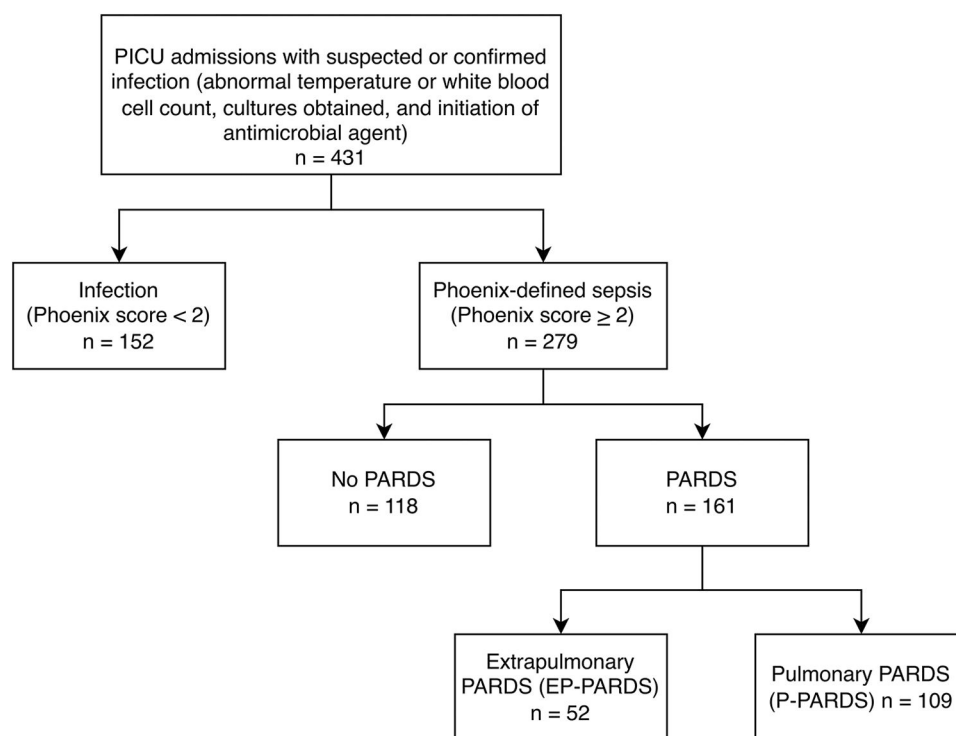 PICU admissions with suspected or confirmed
infection (abnormal temperature or white blood
cell count, cultures obtained, and initiation of
antimicrobial agent)
n = 431
Infection
(Phoenix score < 2)
n = 152
Phoenix-defined sepsis
(Phoenix score ≥ 2)
n = 279
No PARDS
n = 118
PARDS
n = 161
Extrapulmonary
PARDS (EP-PARDS)
n = 52
Pulmonary PARDS
(P-PARDS) n = 109